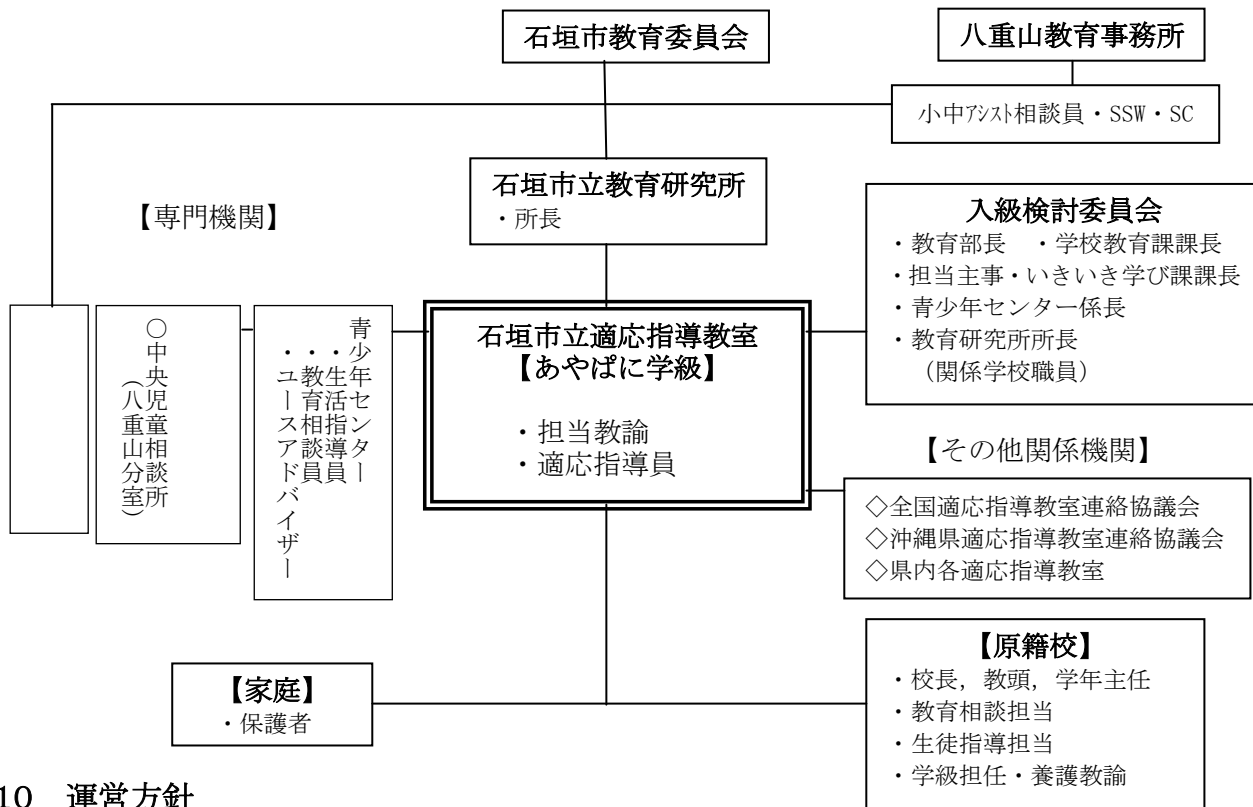 石垣市教育委員会
八重山教育事務所
小中ｱｼｽﾄ相談員・SSW・SC
石垣市立教育研究所
・所長
【専門機関】
入級検討委員会
・教育部長　・学校教育課課長
・担当主事・いきいき学び課課長
・青少年センター係長
・教育研究所所長
（関係学校職員）
○中央児童相談所
（八重山分室）
青少年センター
・生活指導員
・教育相談員
・ユースアドバイザー
石垣市立適応指導教室
【あやぱに学級】
・担当教諭
・適応指導員
【その他関係機関】
◇全国適応指導教室連絡協議会
◇沖縄県適応指導教室連絡協議会
◇県内各適応指導教室
【家庭】
・保護者
【原籍校】
・校長，教頭，学年主任
・教育相談担当
・生徒指導担当
・学級担任・養護教諭
10　運営方針